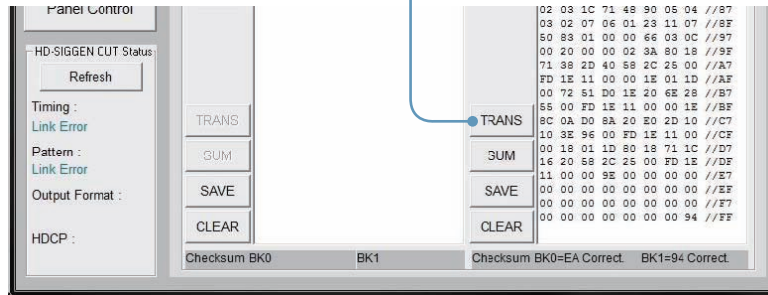 Panel Control
HD-SIGGEN CUT Status
Refresh
Timing :
Link Error
Pattern :
Link Error
Output Format :
HDCP :
TRANS
SUM
SAVE
CLEAR
Checksum BK0 BK1
TRANS
SUM
SAVE
CLEAR
02 03 1C 71 48 90 05 04 //87
03 02 07 06 01 23 11 07 //8F
50 83 01 00 00 66 03 0C //97
00 20 00 00 02 3A 80 18 //9F
71 38 2D 40 58 2C 25 00 //A7
FD 1E 11 00 00 1E 01 1D //AF
00 72 51 D0 1E 20 6E 28 //B7
55 00 FD 1E 11 00 00 1E //BF
8C 0A D0 8A 20 E0 2D 10 //C7
10 3E 96 00 FD 1E 11 00 //CF
00 18 01 1D 80 18 71 1C //D7
16 20 58 2C 25 00 FD 1E //DF
11 00 00 9E 00 00 00 00 //E7
00 00 00 00 00 00 00 00 //EF
00 00 00 00 00 00 00 00 //F7
00 00 00 00 00 00 00 94 //FF
Checksum BK0=EA Correct. BK1=94 Correct.